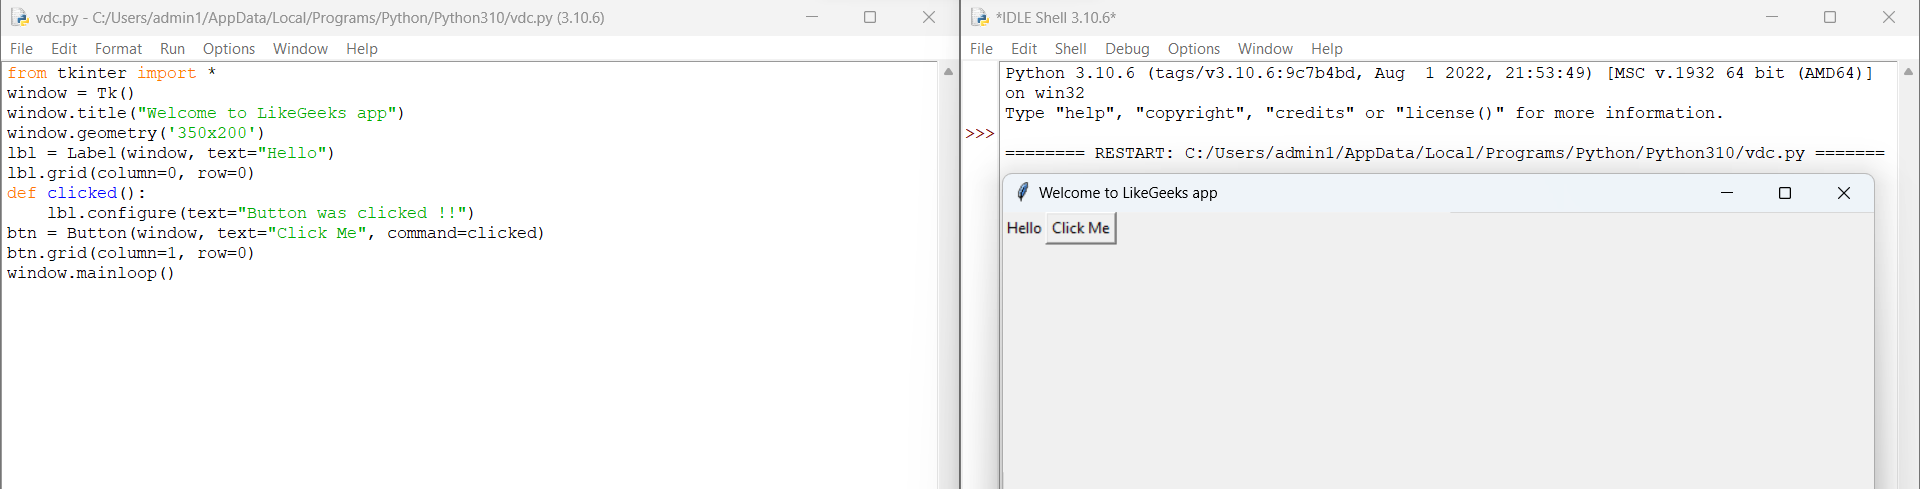 vdc.py - C:/Users/admin1/AppData/Local/Programs/Python/Python310/vdc.py (3.10.6)
File Edit Format Run Options Window Help
from tkinter import *
window = Tk()
window.title("Welcome to LikeGeeks app")
window.geometry('350x200')
lbl = Label(window, text="Hello")
lbl.grid(column=0, row=0)
def clicked():
    lbl.configure(text="Button was clicked !!")
btn = Button(window, text="Click Me", command=clicked)
btn.grid(column=1, row=0)
window.mainloop()
*IDLE Shell 3.10.6*
File Edit Shell Debug Options Window Help
Python 3.10.6 (tags/v3.10.6:9c7b4bd, Aug  1 2022, 21:53:49) [MSC v.1932 64 bit (AMD64)]
on win32
Type "help", "copyright", "credits" or "license()" for more information.
>>>
======== RESTART: C:/Users/admin1/AppData/Local/Programs/Python/Python310/vdc.py =======
Welcome to LikeGeeks app
Hello Click Me